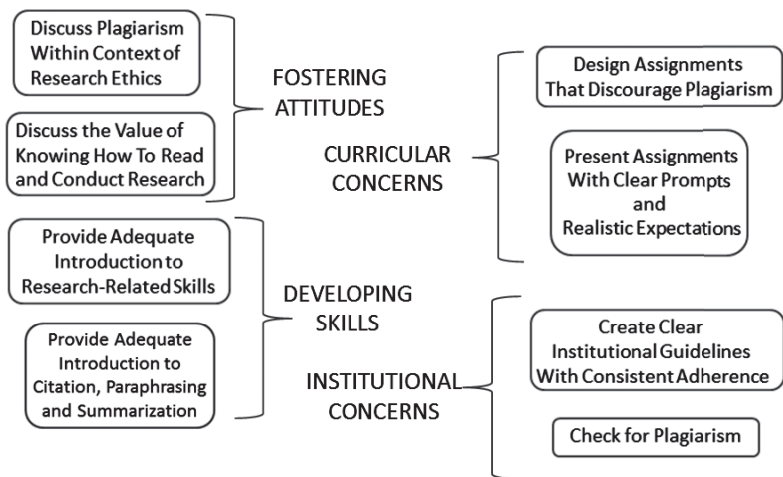 Discuss Plagiarism
Within Context of
Research Ethics
Discuss the Value of
Knowing How To Read
and Conduct Research
FOSTERING
ATTITUDES
Provide Adequate
Introduction to
Research-Related Skills
Provide Adequate
Introduction to
Citation, Paraphrasing
and Summarization
DEVELOPING
SKILLS
CURRICULAR
CONCERNS
Design Assignments
That Discourage Plagiarism
Present Assignments
With Clear Prompts
and
Realistic Expectations
INSTITUTIONAL
CONCERNS
Create Clear
Institutional Guidelines
With Consistent Adherence
Check for Plagiarism